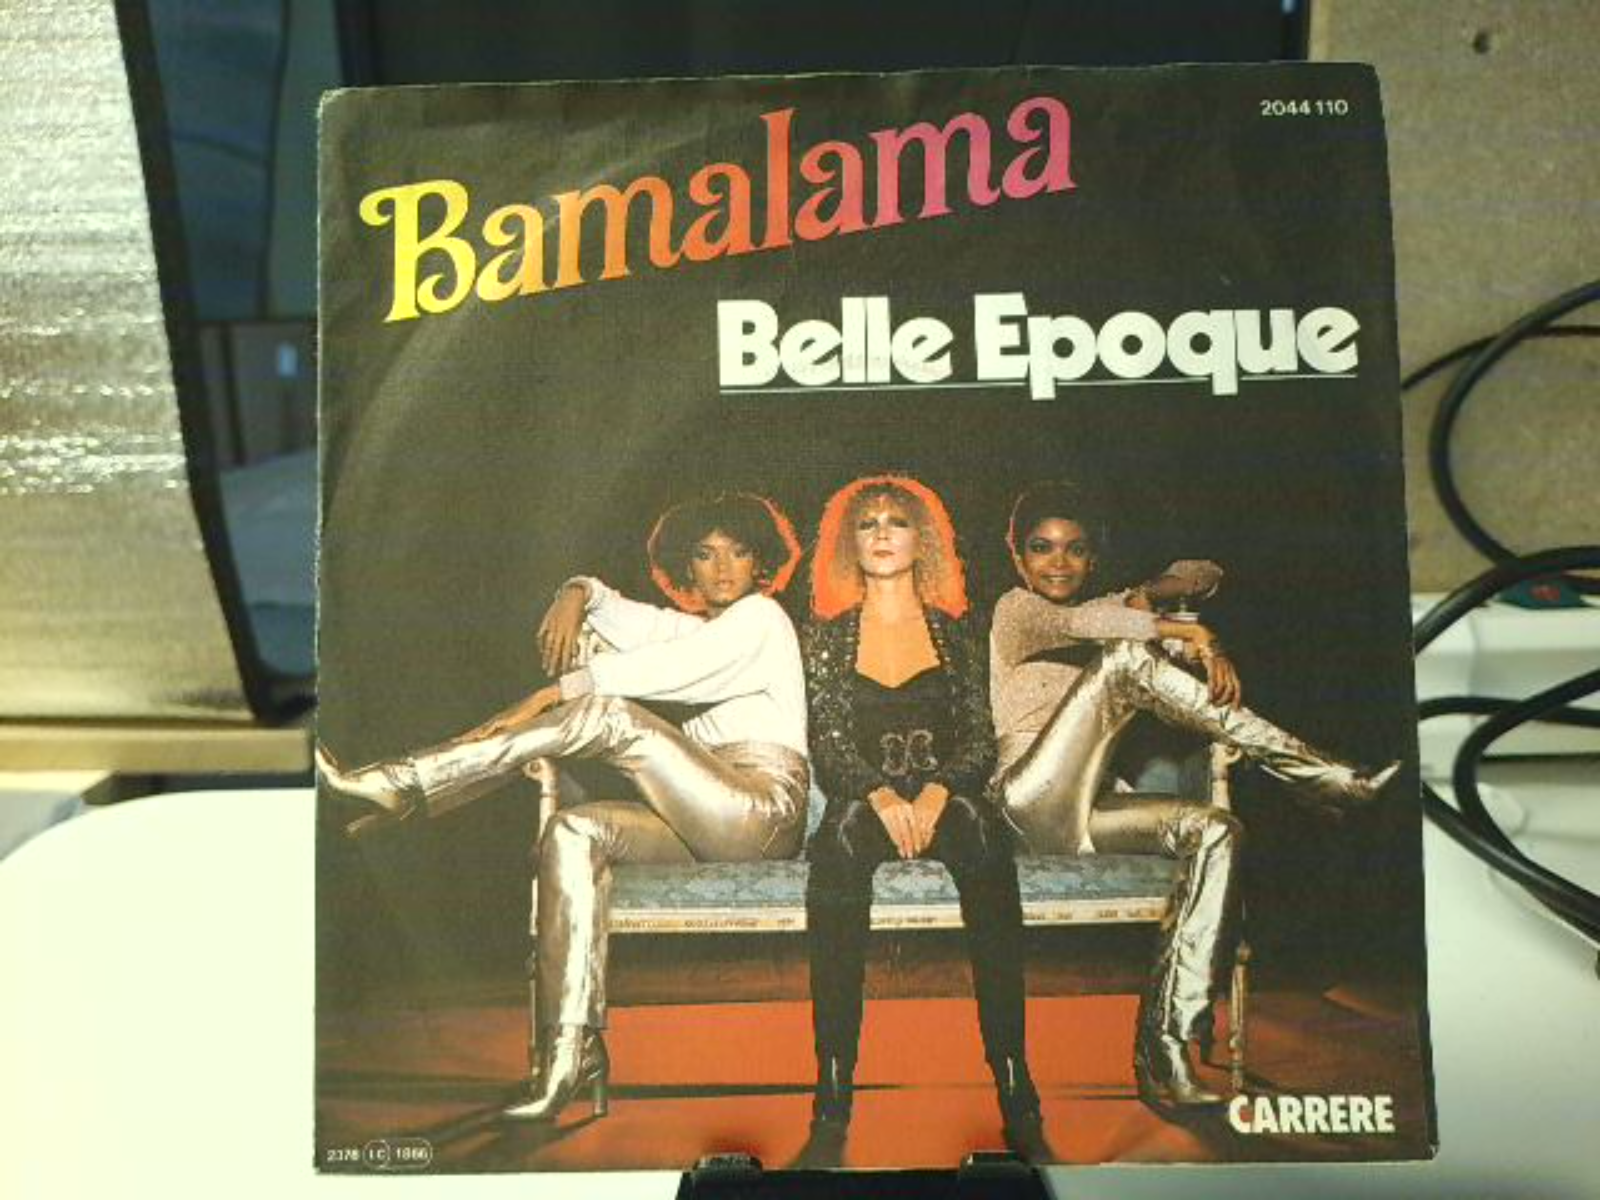 2044 110
Bamalama
Belle Epoque
CARRERE
2378 LC 1866